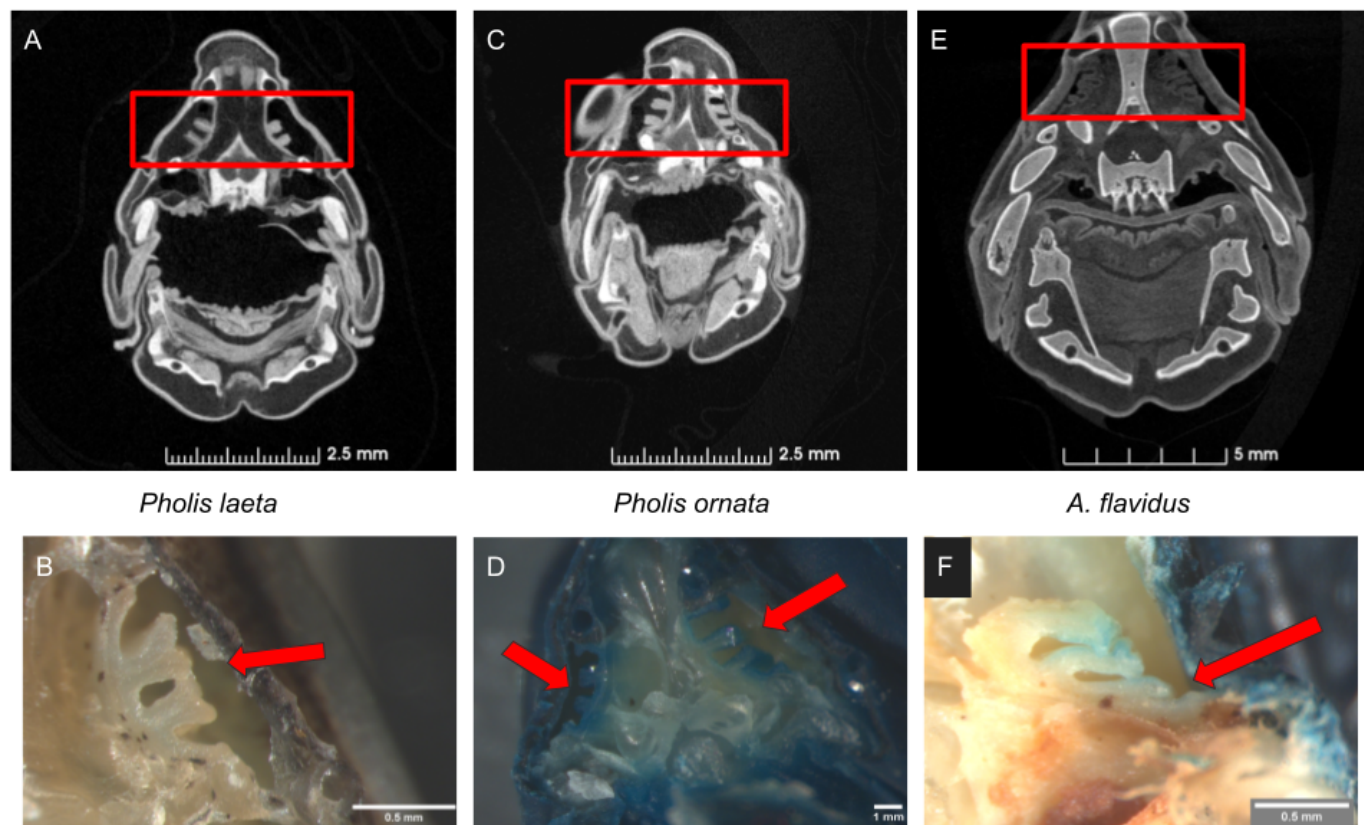 A
C
E
2.5 mm
2.5 mm
5 mm
Pholis laeta
Pholis ornata
A. flavidus
B
D
F
0.5 mm
1 mm
0.5 mm